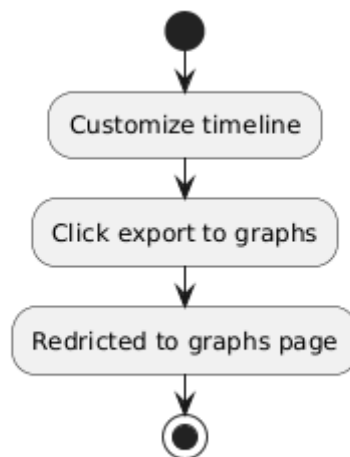 Customize timeline
Click export to graphs
Redricted to graphs page